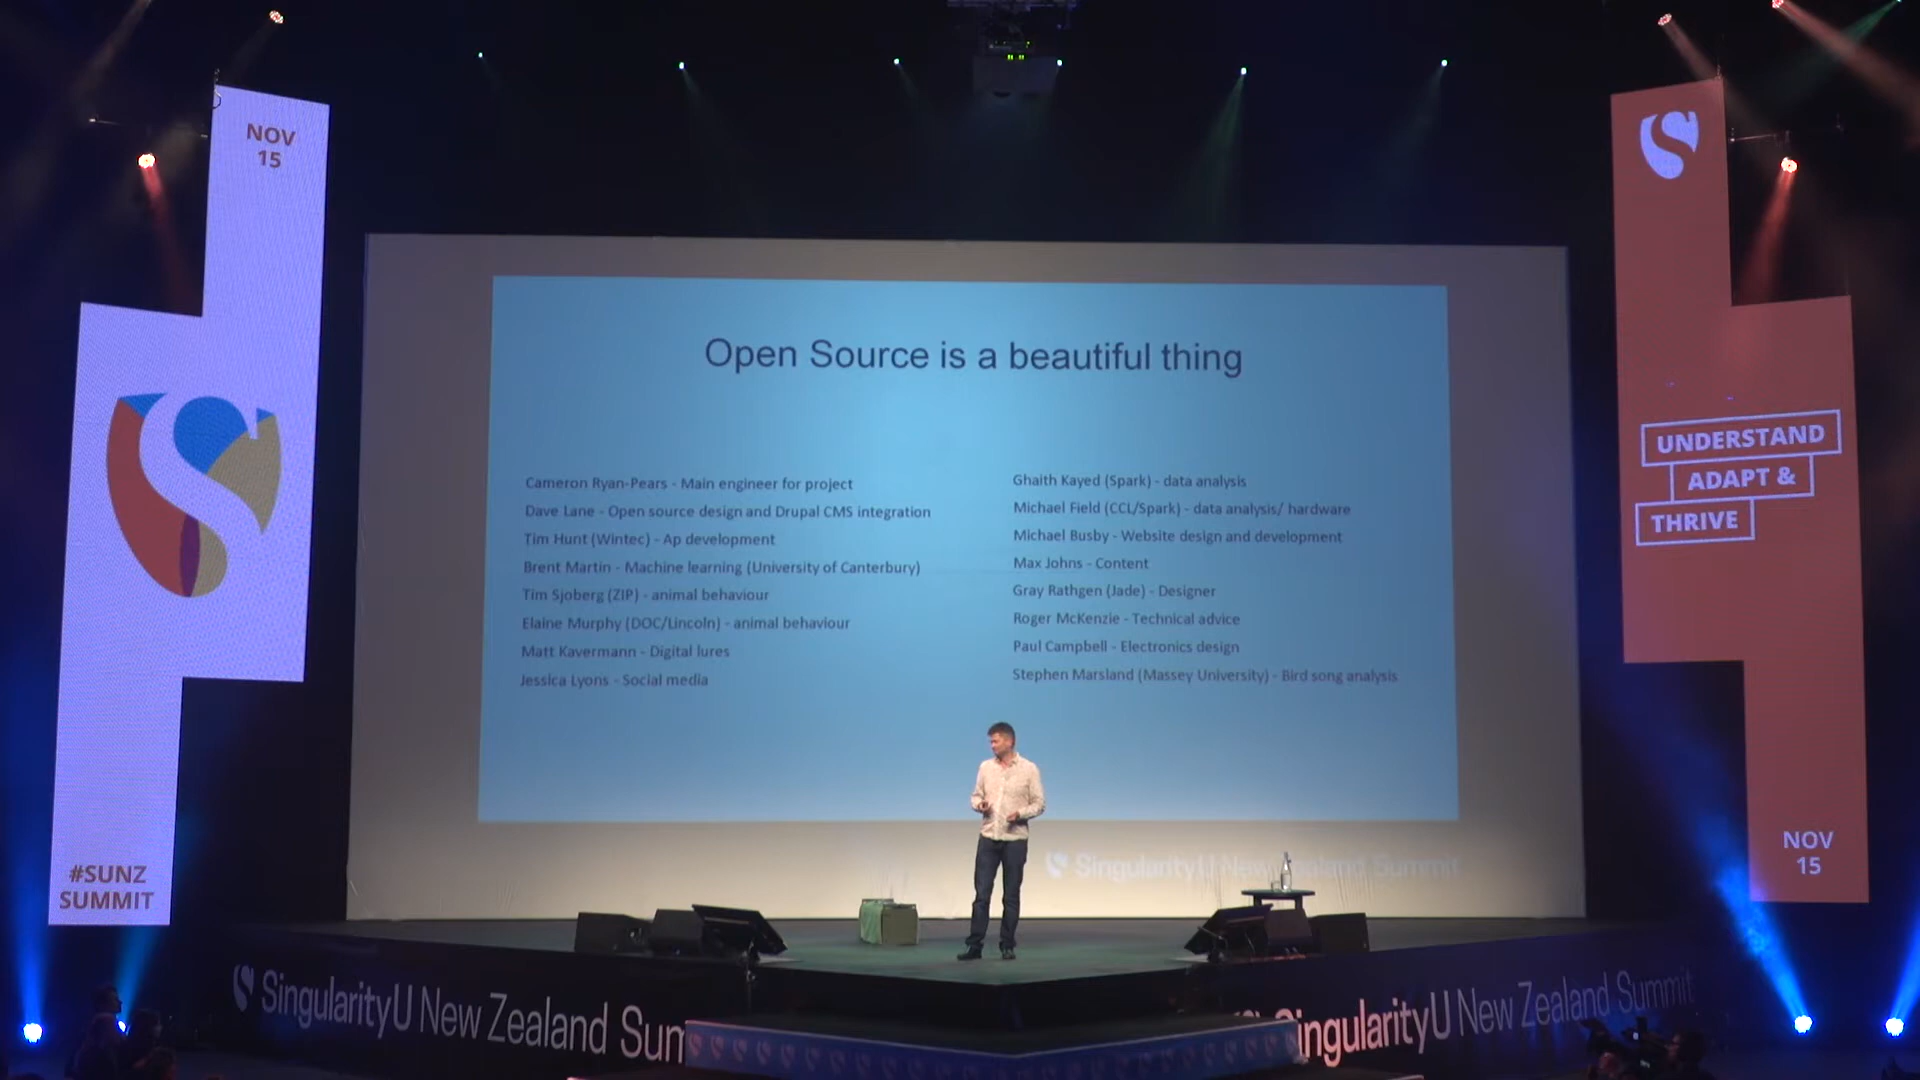 NOV
15
#SUNZ
SUMMIT
Open Source is a beautiful thing
Cameron Ryan-Pears - Main engineer for project
Dave Lane - Open source design and Drupal CMS integration
Tim Hunt (Wintec) - Ap development
Brent Martin - Machine learning (University of Canterbury)
Tim Sjoberg (ZIP) - animal behaviour
Elaine Murphy (DOC/Lincoln) - animal behaviour
Matt Kavermann - Digital lures
Jessica Lyons - Social media
Ghaith Kayed (Spark) - data analysis
Michael Field (CCL/Spark) - data analysis/ hardware
Michael Busby - Website design and development
Max Johns - Content
Gray Rathgen (Jade) - Designer
Roger McKenzie - Technical advice
Paul Campbell - Electronics design
Stephen Marsland (Massey University) - Bird song analysis
SingularityU New Zealand Summit
UNDERSTAND
ADAPT &
THRIVE
NOV
15
SingularityU New Zealand Sum
ingularityU New Zealand Summit